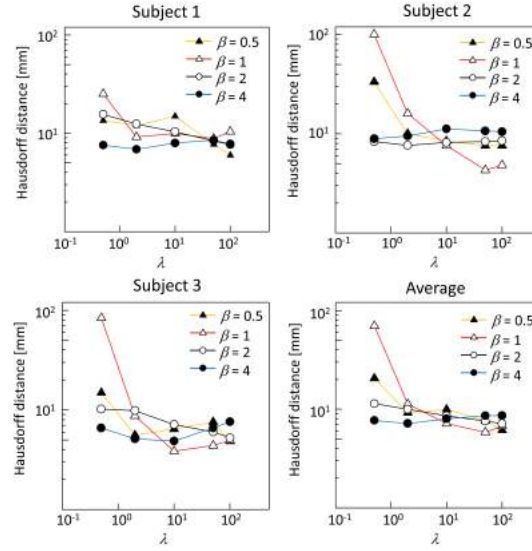 Subject 1
Hausdorff distance [mm]
10²
10¹
10⁻¹ 10⁰ 10¹ 10²
λ
β = 0.5
β = 1
β = 2
β = 4
Subject 2
Hausdorff distance [mm]
10²
10¹
10⁻¹ 10⁰ 10¹ 10²
λ
β = 0.5
β = 1
β = 2
β = 4
Subject 3
Hausdorff distance [mm]
10²
10¹
10⁻¹ 10⁰ 10¹ 10²
λ
β = 0.5
β = 1
β = 2
β = 4
Average
Hausdorff distance [mm]
10²
10¹
10⁻¹ 10⁰ 10¹ 10²
λ
β = 0.5
β = 1
β = 2
β = 4